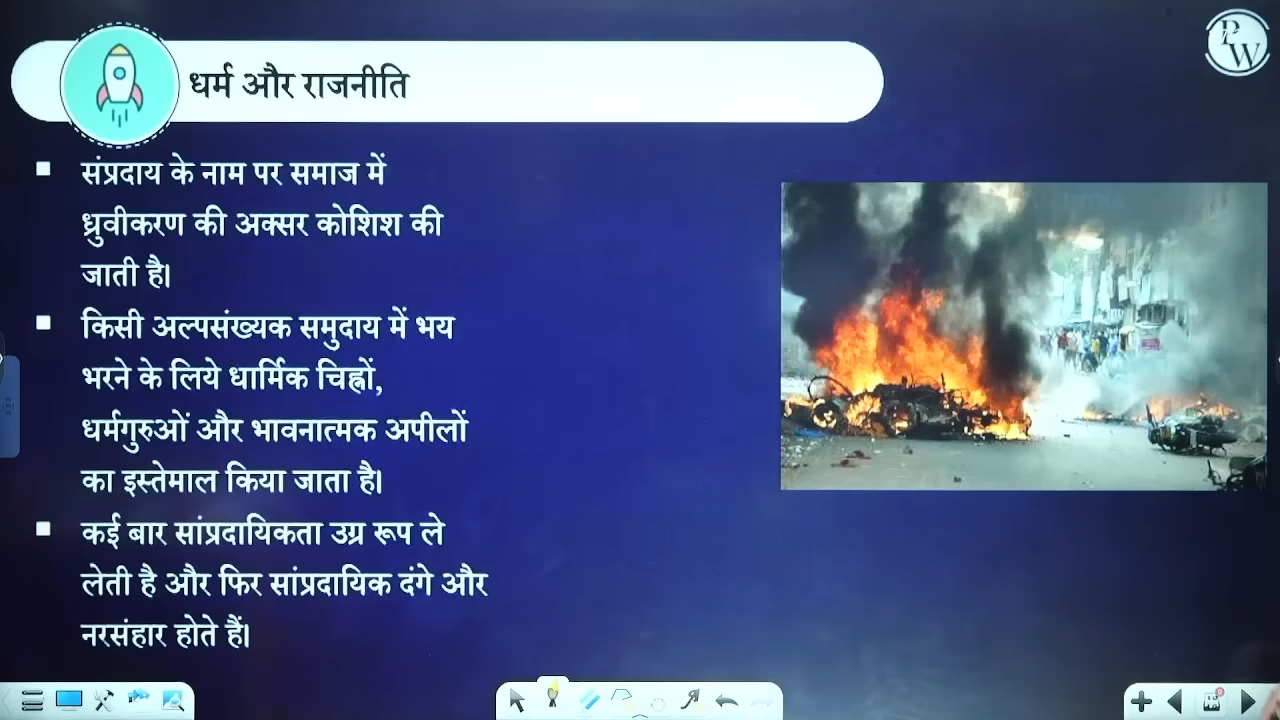 PW
धर्म और राजनीति
संप्रदाय के नाम पर समाज में
ध्रुवीकरण की अक्सर कोशिश की
जाती है।
किसी अल्पसंख्यक समुदाय में भय
भरने के लिये धार्मिक चिह्नों,
धर्मगुरुओं और भावनात्मक अपीलों
का इस्तेमाल किया जाता है।
कई बार सांप्रदायिकता उग्र रूप ले
लेती है और फिर सांप्रदायिक दंगे और
नरसंहार होते हैं।